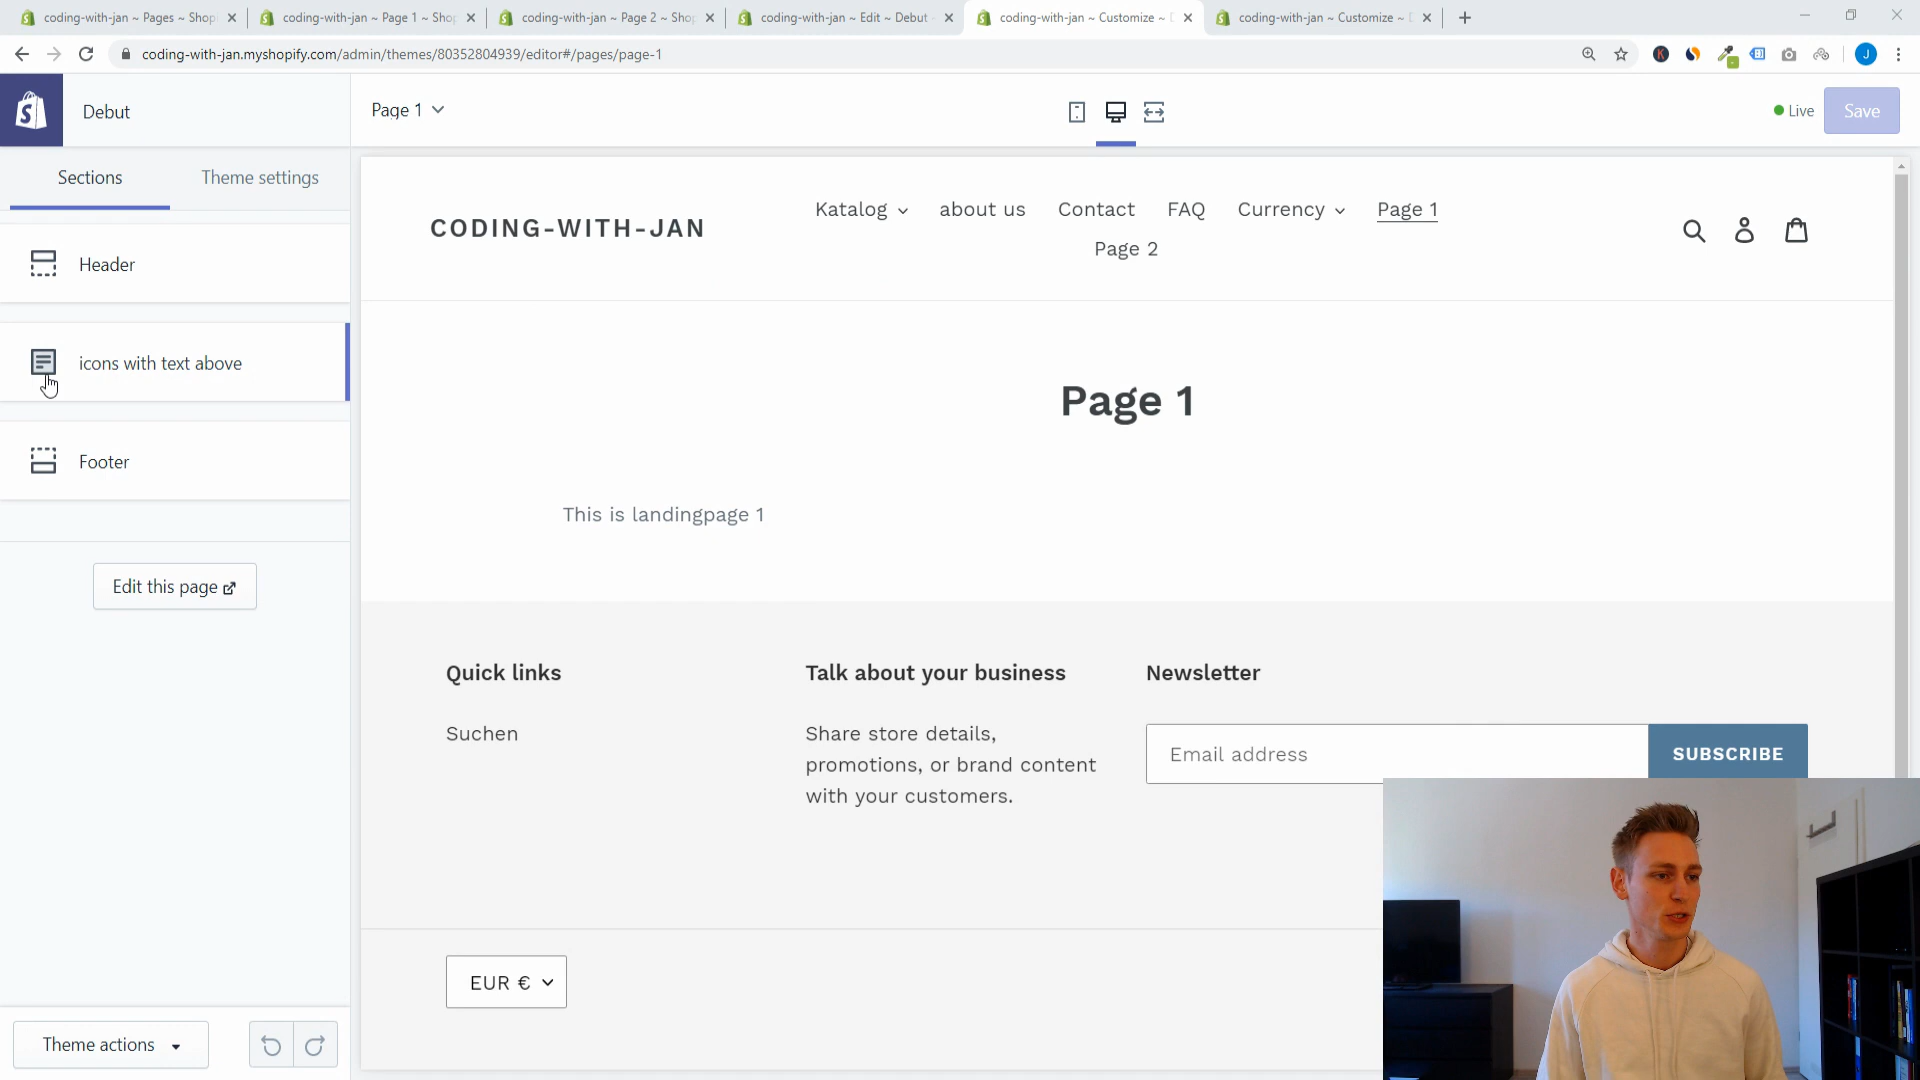 coding-with-jan ~ Pages ~ Shop
coding-with-jan ~ Page 1 ~ Shop
coding-with-jan ~ Page 2 ~ Shop
coding-with-jan ~ Edit ~ Debut
coding-with-jan ~ Customize ~ D
coding-with-jan ~ Customize ~ D
coding-with-jan.myshopify.com/admin/themes/80352804939/editor#/pages/page-1
K
J
Debut
Page 1
Live
Save
Sections
Theme settings
Header
icons with text above
Footer
Edit this page
Theme actions
CODING-WITH-JAN
Katalog
about us
Contact
FAQ
Currency
Page 1
Page 2
Page 1
This is landingpage 1
Quick links
Suchen
Talk about your business
Share store details,
promotions, or brand content
with your customers.
Newsletter
Email address
SUBSCRIBE
EUR €